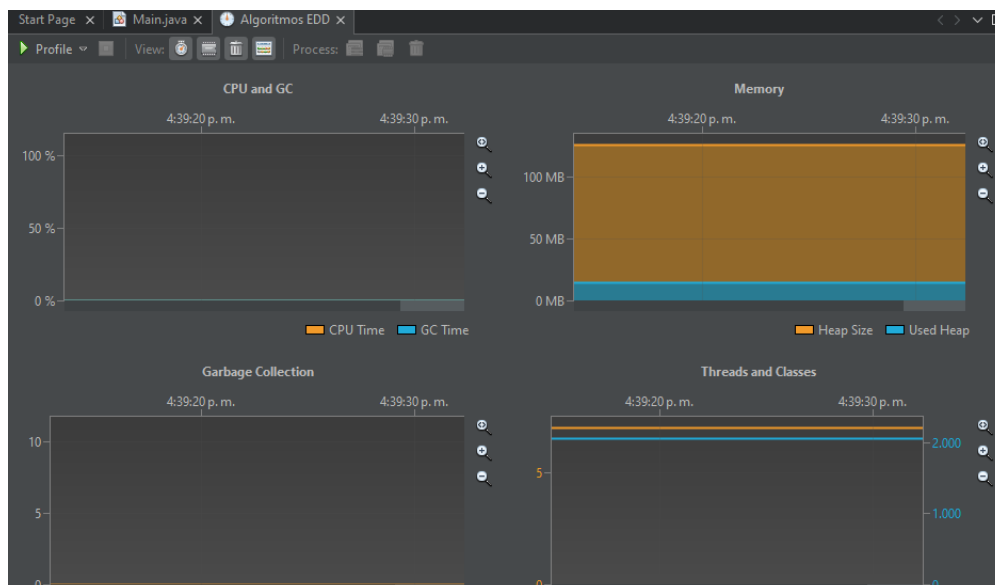 Start Page Main.java Algoritmos EDD
Profile View: Process:
CPU and GC
4:39:20 p. m. 4:39:30 p. m.
100 %
50 %
0 %
CPU Time GC Time
Memory
4:39:20 p. m. 4:39:30 p. m.
100 MB
50 MB
0 MB
Heap Size Used Heap
Garbage Collection
4:39:20 p. m. 4:39:30 p. m.
10
5
0
Threads and Classes
4:39:20 p. m. 4:39:30 p. m.
5 2.000
1.000
0 0